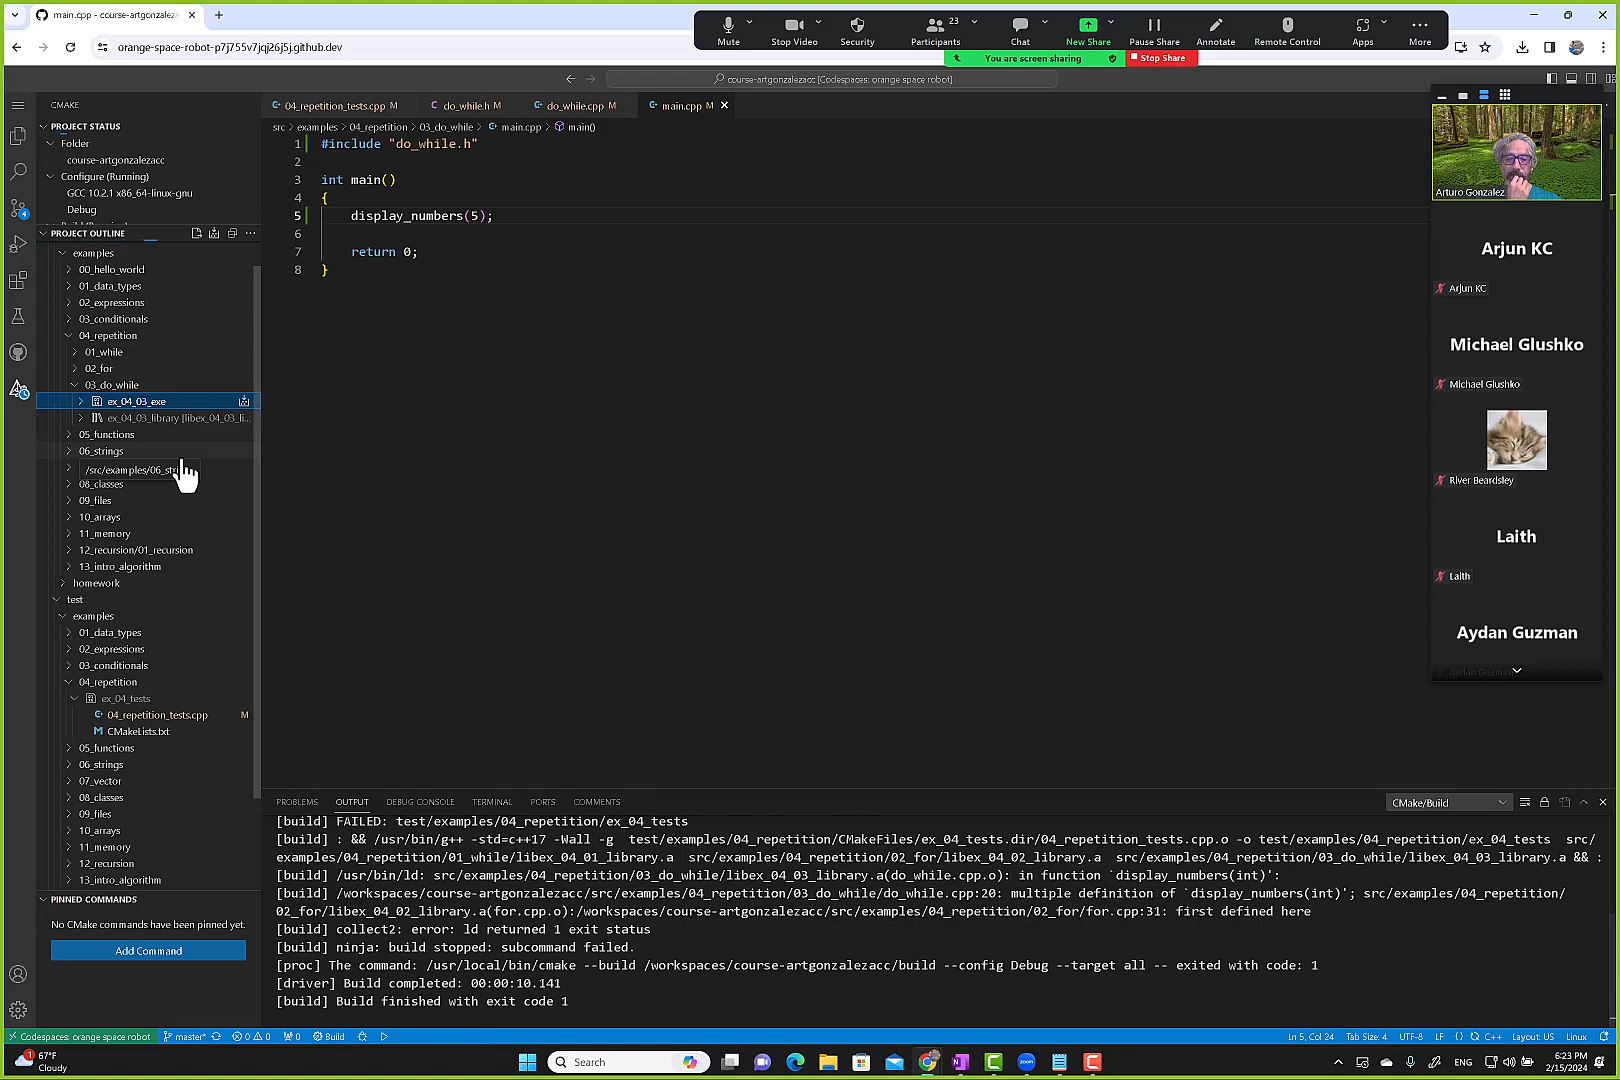 main.cpp - course-artgonzaleza
orange-space-robot-p7j755v7jqj26j5j.github.dev
Mute
Stop Video
Security
23
Participants
Chat
New Share
Pause Share
Annotate
Remote Control
Apps
More
You are screen sharing
Stop Share
course-artgonzalezacc [Codespaces: orange space robot]
CMAKE
PROJECT STATUS
Folder
course-artgonzalezacc
Configure (Running)
GCC 10.2.1 x86_64-linux-gnu
Debug
PROJECT OUTLINE
examples
00_hello_world
01_data_types
02_expressions
03_conditionals
04_repetition
01_while
02_for
03_do_while
ex_04_03_exe
ex_04_03_library [libex_04_03_li...
05_functions
06_strings
/src/examples/06_stri
08_classes
09_files
10_arrays
11_memory
12_recursion/01_recursion
13_intro_algorithm
homework
test
examples
01_data_types
02_expressions
03_conditionals
04_repetition
ex_04_tests
04_repetition_tests.cpp M
CMakeLists.txt
05_functions
06_strings
07_vector
08_classes
09_files
10_arrays
11_memory
12_recursion
13_intro_algorithm
PINNED COMMANDS
No CMake commands have been pinned yet.
Add Command
04_repetition_tests.cpp M
do_while.h M
do_while.cpp M
main.cpp M
src > examples > 04_repetition > 03_do_while > main.cpp > main()
1 #include "do_while.h"
2
3 int main()
4 {
5 display_numbers(5);
6
7 return 0;
8 }
Arturo Gonzalez
Arjun KC
Arjun KC
Michael Glushko
Michael Glushko
River Beardsley
Laith
Laith
Aydan Guzman
Aydan Guzman
PROBLEMS OUTPUT DEBUG CONSOLE TERMINAL PORTS COMMENTS
CMake/Build
[build] FAILED: test/examples/04_repetition/ex_04_tests
[build] : && /usr/bin/g++ -std=c++17 -Wall -g test/examples/04_repetition/CMakeFiles/ex_04_tests.dir/04_repetition_tests.cpp.o -o test/examples/04_repetition/ex_04_tests src/
examples/04_repetition/01_while/libex_04_01_library.a src/examples/04_repetition/02_for/libex_04_02_library.a src/examples/04_repetition/03_do_while/libex_04_03_library.a && :
[build] /usr/bin/ld: src/examples/04_repetition/03_do_while/libex_04_03_library.a(do_while.cpp.o): in function `display_numbers(int)':
[build] /workspaces/course-artgonzalezacc/src/examples/04_repetition/03_do_while/do_while.cpp:20: multiple definition of `display_numbers(int)'; src/examples/04_repetition/
02_for/libex_04_02_library.a(for.cpp.o):/workspaces/course-artgonzalezacc/src/examples/04_repetition/02_for/for.cpp:31: first defined here
[build] collect2: error: ld returned 1 exit status
[build] ninja: build stopped: subcommand failed.
[proc] The command: /usr/local/bin/cmake --build /workspaces/course-artgonzalezacc/build --config Debug --target all -- exited with code: 1
[driver] Build completed: 00:00:10.141
[build] Build finished with exit code 1
Codespaces: orange space robot
master*
0 0
0
Build
Ln 5, Col 24
Tab Size: 4
UTF-8
LF
C++
Layout: US
Linux
67°F
Cloudy
Search
ENG
6:23 PM
2/15/2024